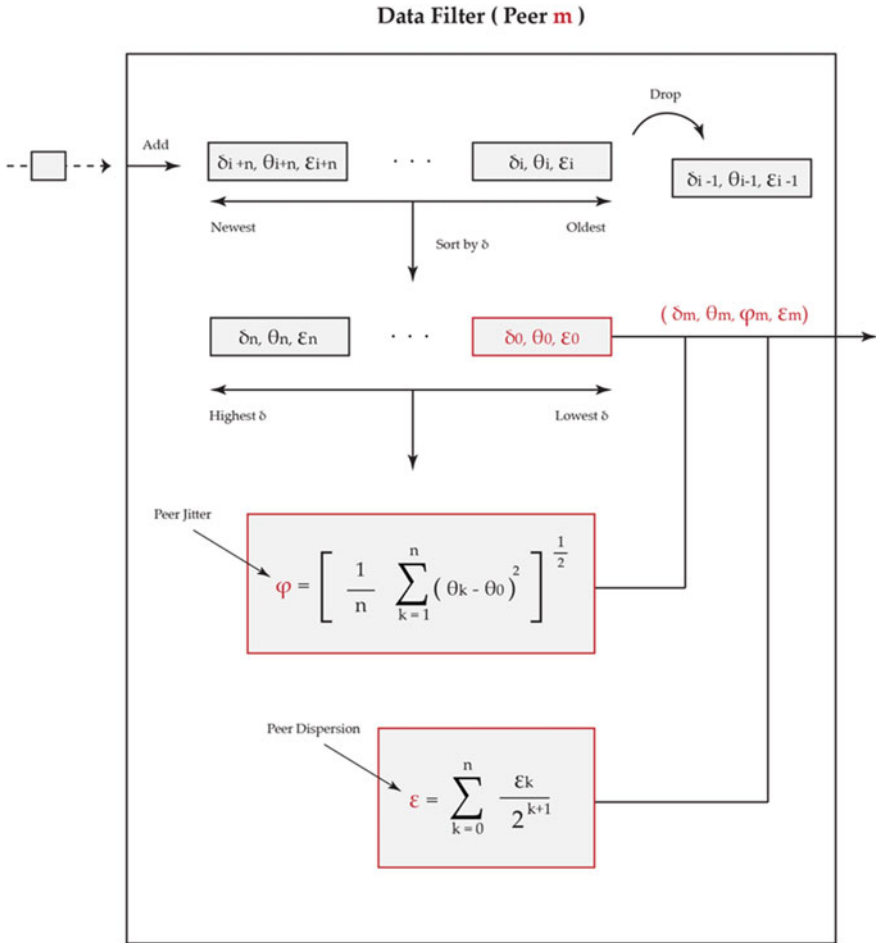 Data Filter ( Peer m )
Drop
Add
δi +n, θi+n, εi+n · · · δi, θi, εi
δi -1, θi-1, εi -1
Newest Oldest
Sort by δ
( δm, θm, φm, εm)
δn, θn, εn · · · δ0, θ0, ε0
Highest δ Lowest δ
Peer Jitter
φ = [ 1/n ∑ k = 1 n ( θk - θ0 )² ] 1/2
Peer Dispersion
ε = ∑ k = 0 n εk / 2 k+1